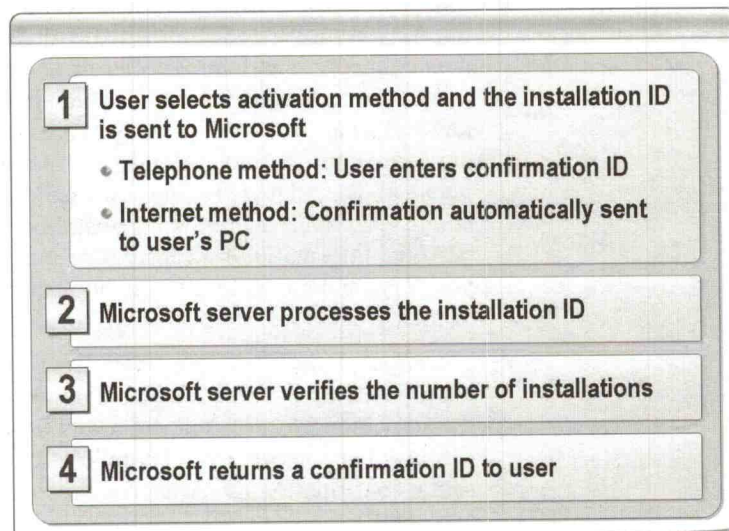 1 User selects activation method and the installation ID
is sent to Microsoft
• Telephone method: User enters confirmation ID
• Internet method: Confirmation automatically sent
to user's PC
2 Microsoft server processes the installation ID
3 Microsoft server verifies the number of installations
4 Microsoft returns a confirmation ID to user